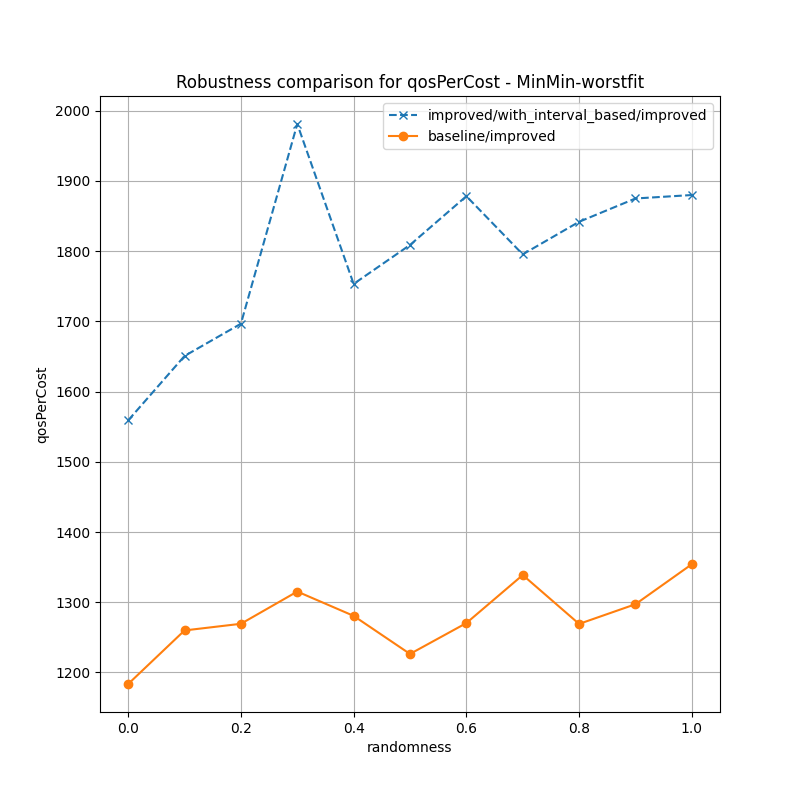 Robustness comparison for qosPerCost - MinMin-worstfit
improved/with_interval_based/improved
baseline/improved
2000
1900
1800
1700
1600
1500
1400
1300
1200
qosPerCost
0.0 0.2 0.4 0.6 0.8 1.0
randomness